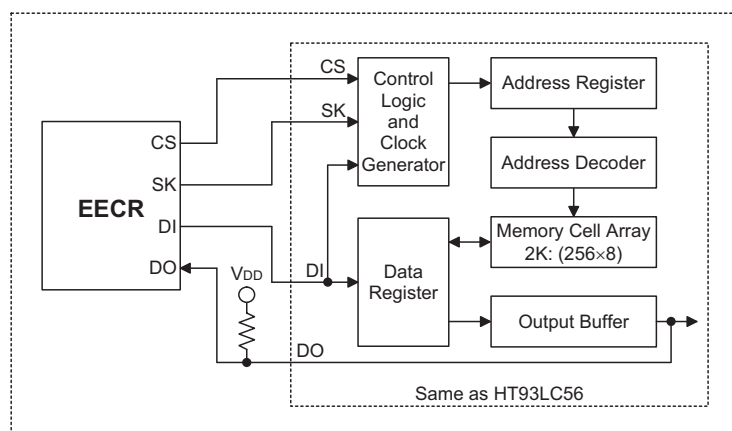 EECR
CS
SK
DI
DO
VDD
CS
SK
DI
DO
Control
Logic
and
Clock
Generator
Address Register
Address Decoder
Memory Cell Array
2K: (256×8)
Data
Register
Output Buffer
Same as HT93LC56